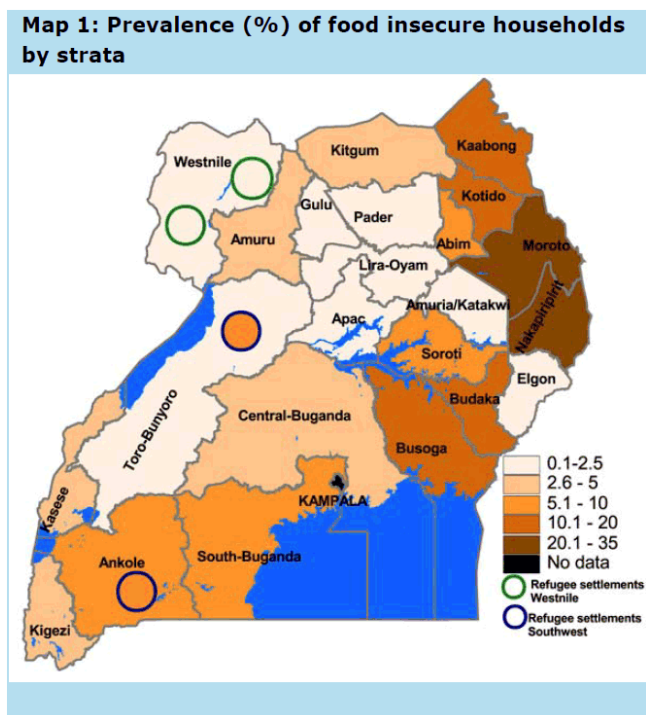 Map 1: Prevalence (%) of food insecure households
by strata
Kaabong
Kitgum
Westnile
Kotido
Gulu
Pader
Amuru
Abim
Moroto
Lira-Oyam
Nakapiripirit
Amuria/Katakwi
Apac
Soroti
Elgon
Budaka
Central-Buganda
Busoga
Toro-Bunyoro
KAMPALA
Kasese
South-Buganda
Ankole
Kigezi
0.1-2.5
2.6 - 5
5.1 - 10
10.1 - 20
20.1 - 35
No data
Refugee settlements
Westnile
Refugee settlements
Southwest